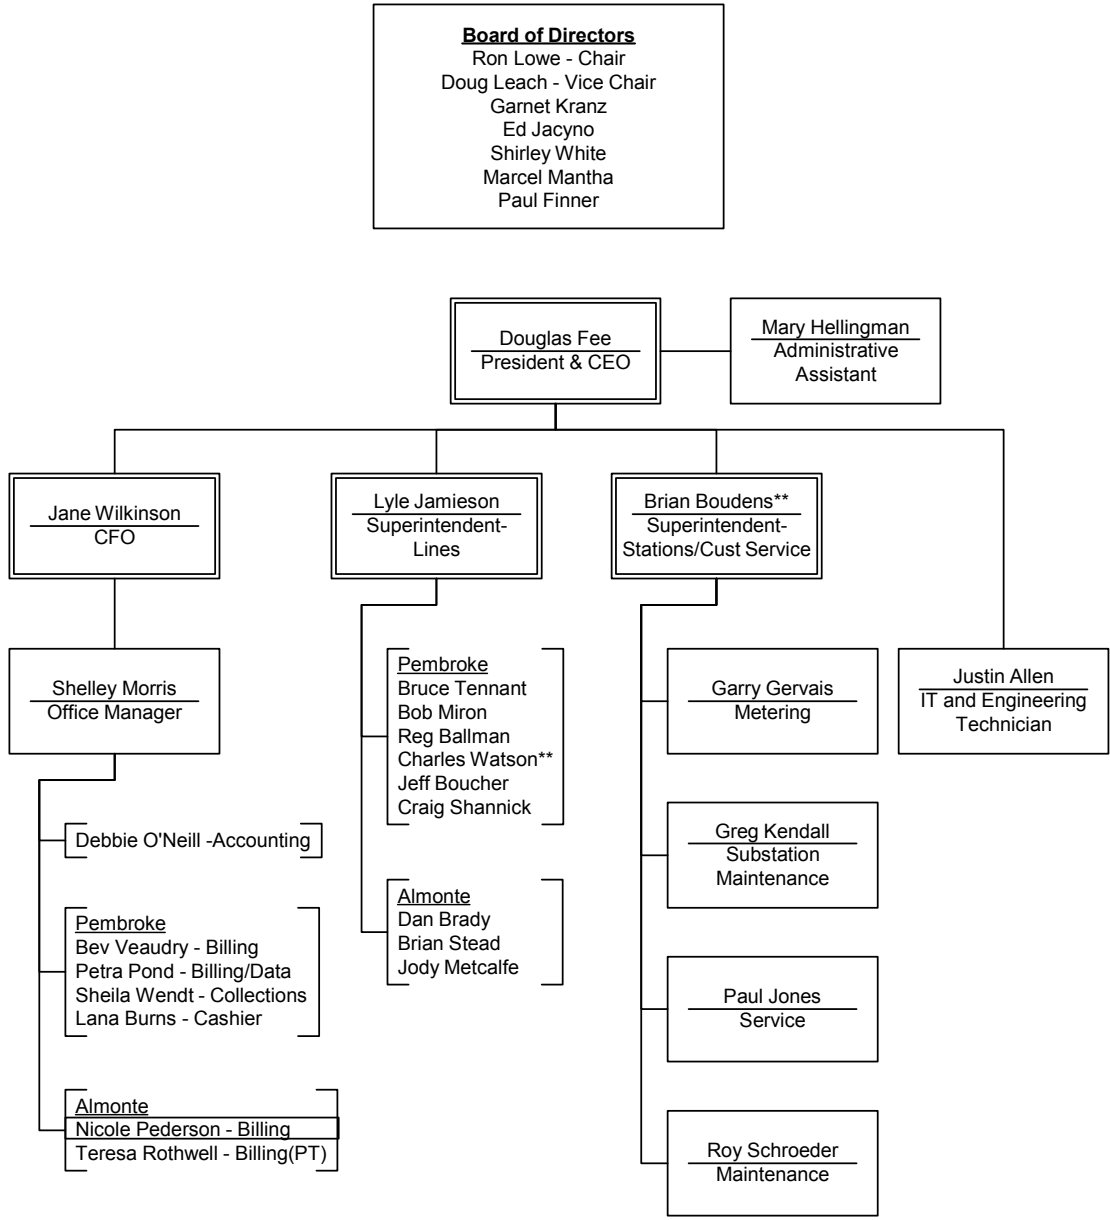 Board of Directors
Ron Lowe - Chair
Doug Leach - Vice Chair
Garnet Kranz
Ed Jacyno
Shirley White
Marcel Mantha
Paul Finner
Douglas Fee
President & CEO
Mary Hellingman
Administrative
Assistant
Jane Wilkinson
CFO
Lyle Jamieson
Superintendent-
Lines
Brian Boudens**
Superintendent-
Stations/Cust Service
Shelley Morris
Office Manager
Debbie O'Neill -Accounting
Pembroke
Bev Veaudry - Billing
Petra Pond - Billing/Data
Sheila Wendt - Collections
Lana Burns - Cashier
Almonte
Nicole Pederson - Billing
Teresa Rothwell - Billing(PT)
Pembroke
Bruce Tennant
Bob Miron
Reg Ballman
Charles Watson**
Jeff Boucher
Craig Shannick
Almonte
Dan Brady
Brian Stead
Jody Metcalfe
Garry Gervais
Metering
Greg Kendall
Substation
Maintenance
Paul Jones
Service
Roy Schroeder
Maintenance
Justin Allen
IT and Engineering
Technician